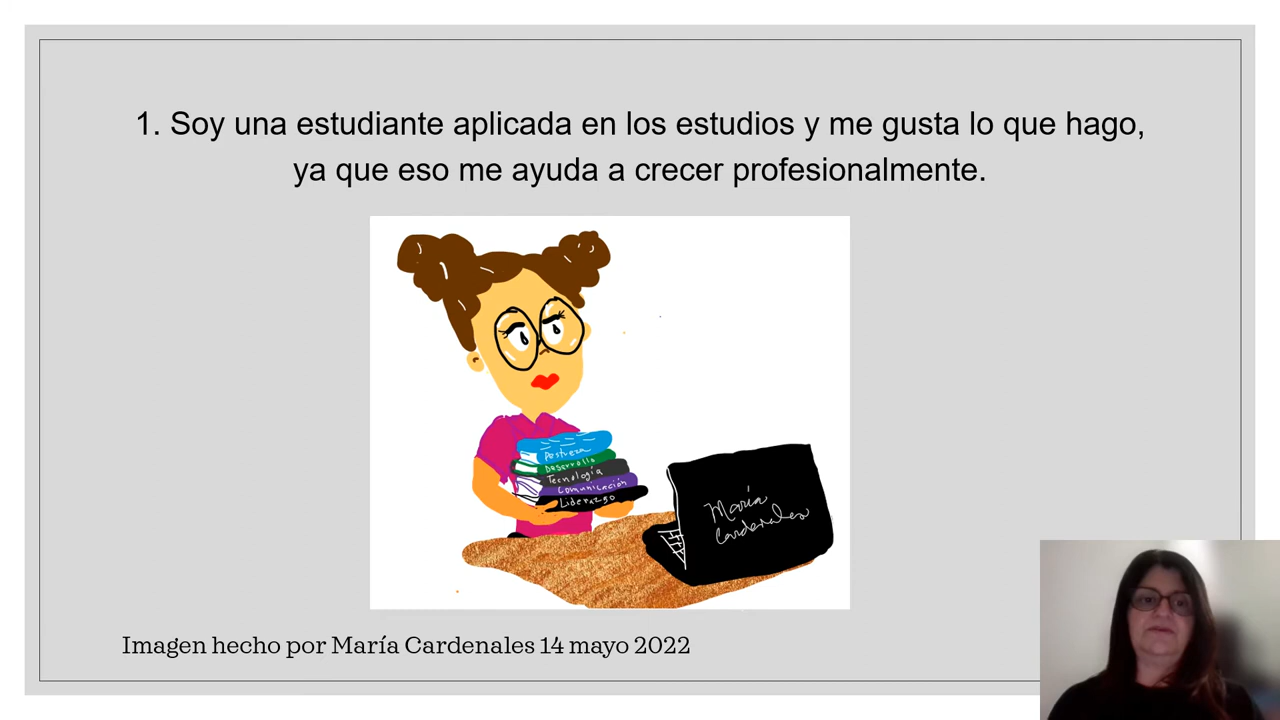 1. Soy una estudiante aplicada en los estudios y me gusta lo que hago,
ya que eso me ayuda a crecer profesionalmente.
Desarrollo
Tecnología
Comunicación
Liderazgo
María
Cardenales
Imagen hecho por María Cardenales 14 mayo 2022